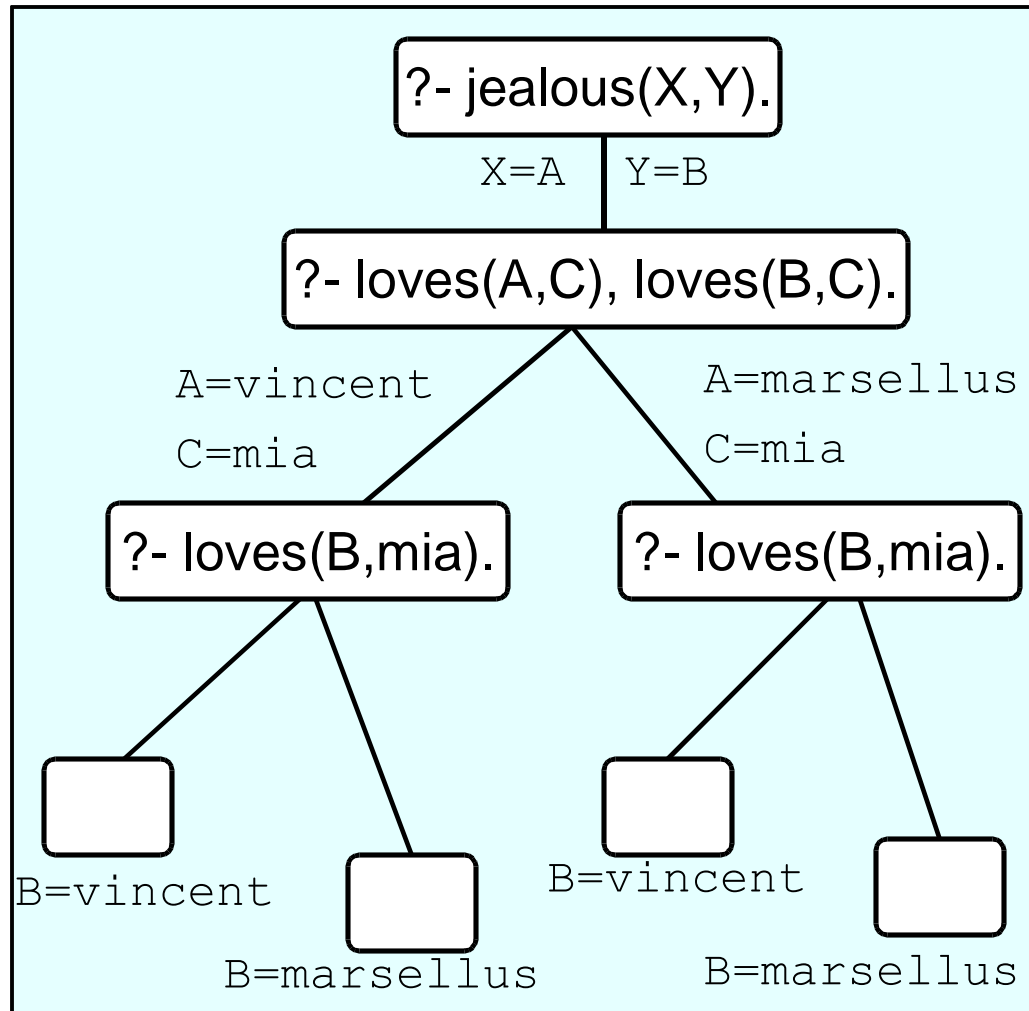 ?- jealous(X,Y).
X=A Y=B
?- loves(A,C), loves(B,C).
A=vincent
A=marsellus
C=mia
C=mia
?- loves(B,mia).
?- loves(B,mia).
B=vincent
B=vincent
B=marsellus
B=marsellus